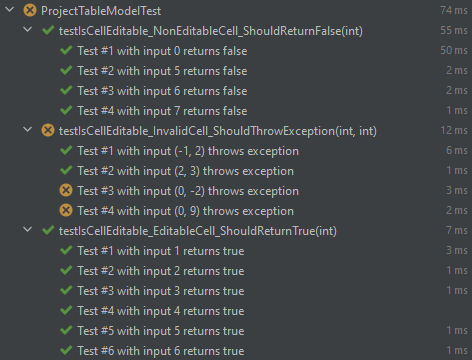 ProjectTableModelTest 74 ms
testIsCellEditable_NonEditableCell_ShouldReturnFalse(int) 55 ms
Test #1 with input 0 returns false 50 ms
Test #2 with input 5 returns false 2 ms
Test #3 with input 6 returns false 2 ms
Test #4 with input 7 returns false 1 ms
testIsCellEditable_InvalidCell_ShouldThrowException(int, int) 12 ms
Test #1 with input (-1, 2) throws exception 6 ms
Test #2 with input (2, 3) throws exception 1 ms
Test #3 with input (0, -2) throws exception 3 ms
Test #4 with input (0, 9) throws exception 2 ms
testIsCellEditable_EditableCell_ShouldReturnTrue(int) 7 ms
Test #1 with input 1 returns true 3 ms
Test #2 with input 2 returns true 1 ms
Test #3 with input 3 returns true 1 ms
Test #4 with input 4 returns true
Test #5 with input 5 returns true 1 ms
Test #6 with input 6 returns true 1 ms